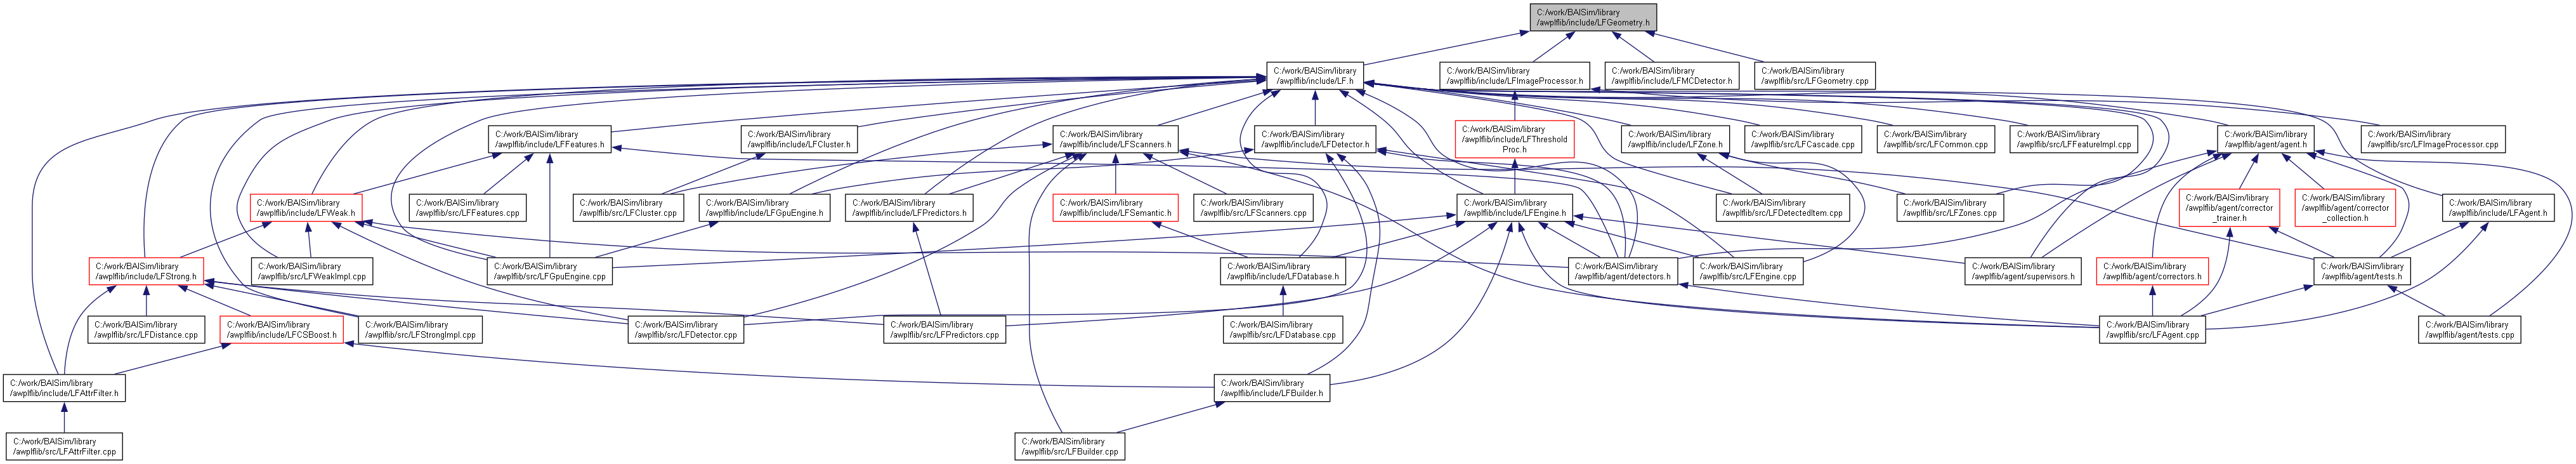 C:/work/BAISim/library
/awplflib/include/LFGeometry.h
C:/work/BAISim/library
/awplflib/include/LF.h
C:/work/BAISim/library
/awplflib/include/LFImageProcessor.h
C:/work/BAISim/library
/awplflib/include/LFMCDetector.h
C:/work/BAISim/library
/awplflib/src/LFGeometry.cpp
C:/work/BAISim/library
/awplflib/include/LFFeatures.h
C:/work/BAISim/library
/awplflib/include/LFCluster.h
C:/work/BAISim/library
/awplflib/include/LFScanners.h
C:/work/BAISim/library
/awplflib/include/LFDetector.h
C:/work/BAISim/library
/awplflib/include/LFThreshold
Proc.h
C:/work/BAISim/library
/awplflib/include/LFZone.h
C:/work/BAISim/library
/awplflib/src/LFCascade.cpp
C:/work/BAISim/library
/awplflib/src/LFCommon.cpp
C:/work/BAISim/library
/awplflib/src/LFFeatureImpl.cpp
C:/work/BAISim/library
/awplflib/agent/agent.h
C:/work/BAISim/library
/awplflib/src/LFImageProcessor.cpp
C:/work/BAISim/library
/awplflib/include/LFWeak.h
C:/work/BAISim/library
/awplflib/src/LFFeatures.cpp
C:/work/BAISim/library
/awplflib/src/LFCluster.cpp
C:/work/BAISim/library
/awplflib/include/LFGpuEngine.h
C:/work/BAISim/library
/awplflib/include/LFPredictors.h
C:/work/BAISim/library
/awplflib/include/LFSemantic.h
C:/work/BAISim/library
/awplflib/src/LFScanners.cpp
C:/work/BAISim/library
/awplflib/include/LFEngine.h
C:/work/BAISim/library
/awplflib/src/LFDetectedItem.cpp
C:/work/BAISim/library
/awplflib/src/LFZones.cpp
C:/work/BAISim/library
/awplflib/agent/corrector
_trainer.h
C:/work/BAISim/library
/awplflib/agent/corrector
_collection.h
C:/work/BAISim/library
/awplflib/include/LFAgent.h
C:/work/BAISim/library
/awplflib/include/LFStrong.h
C:/work/BAISim/library
/awplflib/src/LFWeakImpl.cpp
C:/work/BAISim/library
/awplflib/src/LFGpuEngine.cpp
C:/work/BAISim/library
/awplflib/include/LFDatabase.h
C:/work/BAISim/library
/awplflib/agent/detectors.h
C:/work/BAISim/library
/awplflib/src/LFEngine.cpp
C:/work/BAISim/library
/awplflib/agent/supervisors.h
C:/work/BAISim/library
/awplflib/agent/correctors.h
C:/work/BAISim/library
/awplflib/agent/tests.h
C:/work/BAISim/library
/awplflib/src/LFDistance.cpp
C:/work/BAISim/library
/awplflib/include/LFCSBoost.h
C:/work/BAISim/library
/awplflib/src/LFStrongImpl.cpp
C:/work/BAISim/library
/awplflib/src/LFDetector.cpp
C:/work/BAISim/library
/awplflib/src/LFPredictors.cpp
C:/work/BAISim/library
/awplflib/src/LFDatabase.cpp
C:/work/BAISim/library
/awplflib/src/LFAgent.cpp
C:/work/BAISim/library
/awplflib/agent/tests.cpp
C:/work/BAISim/library
/awplflib/include/LFAttrFilter.h
C:/work/BAISim/library
/awplflib/include/LFBuilder.h
C:/work/BAISim/library
/awplflib/src/LFAttrFilter.cpp
C:/work/BAISim/library
/awplflib/src/LFBuilder.cpp